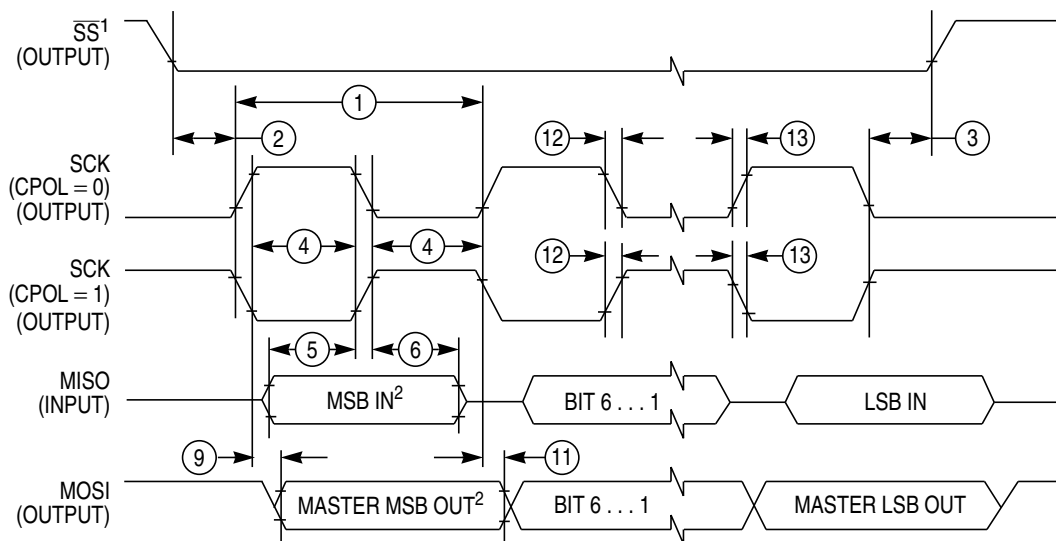 SS¹
(OUTPUT)
1
2
12
13
3
SCK
(CPOL = 0)
(OUTPUT)
4
4
12
13
SCK
(CPOL = 1)
(OUTPUT)
5
6
MISO
(INPUT)
MSB IN²
BIT 6 . . . 1
LSB IN
9
11
MOSI
(OUTPUT)
MASTER MSB OUT²
BIT 6 . . . 1
MASTER LSB OUT